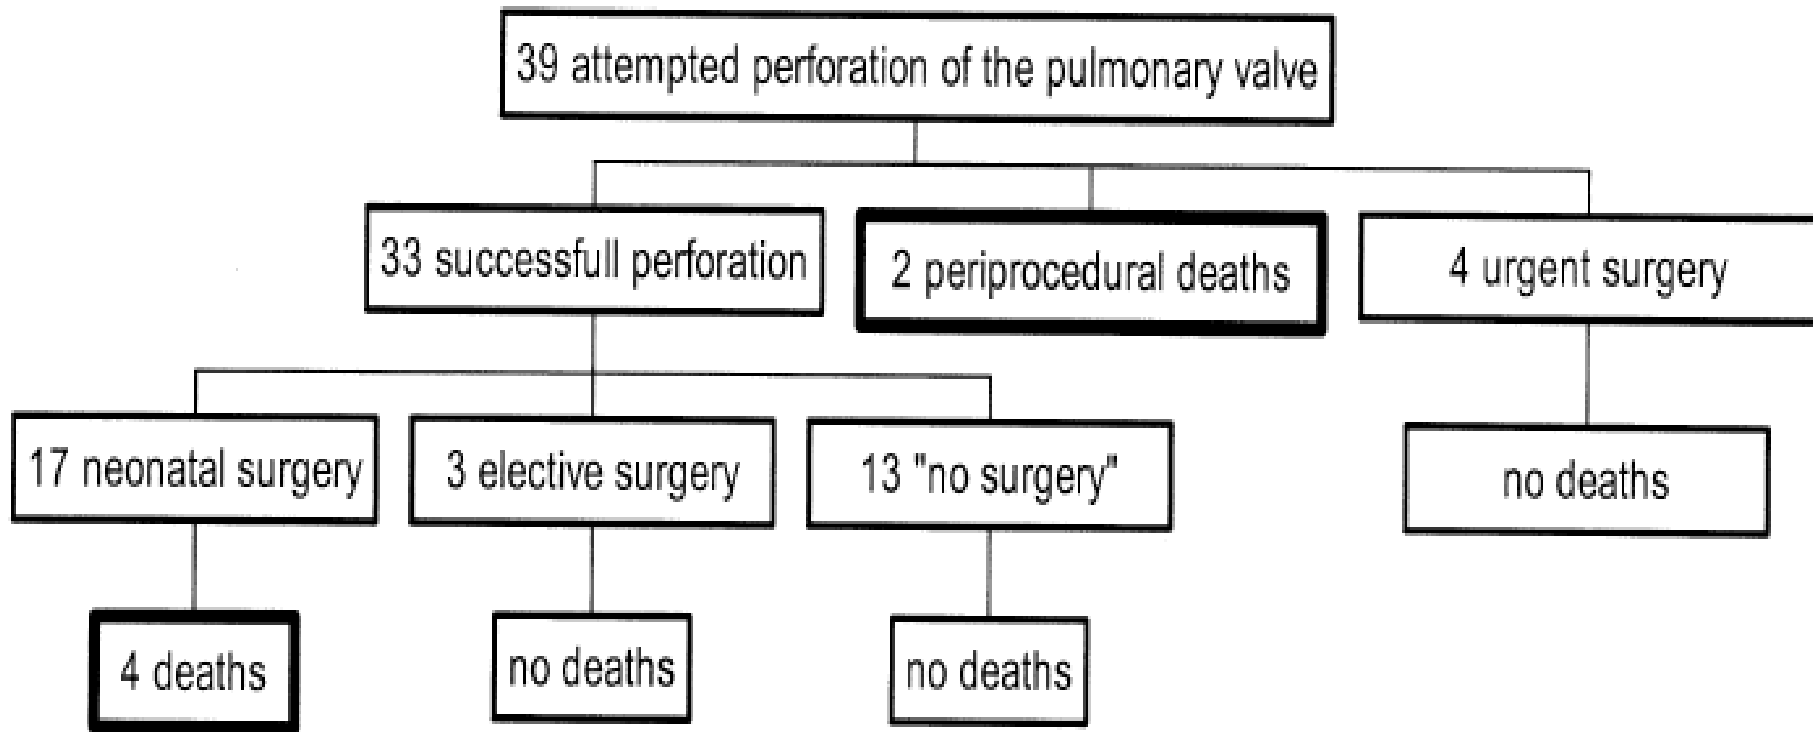 39 attempted perforation of the pulmonary valve
33 successfull perforation
2 periprocedural deaths
4 urgent surgery
17 neonatal surgery
3 elective surgery
13 "no surgery"
no deaths
4 deaths
no deaths
no deaths